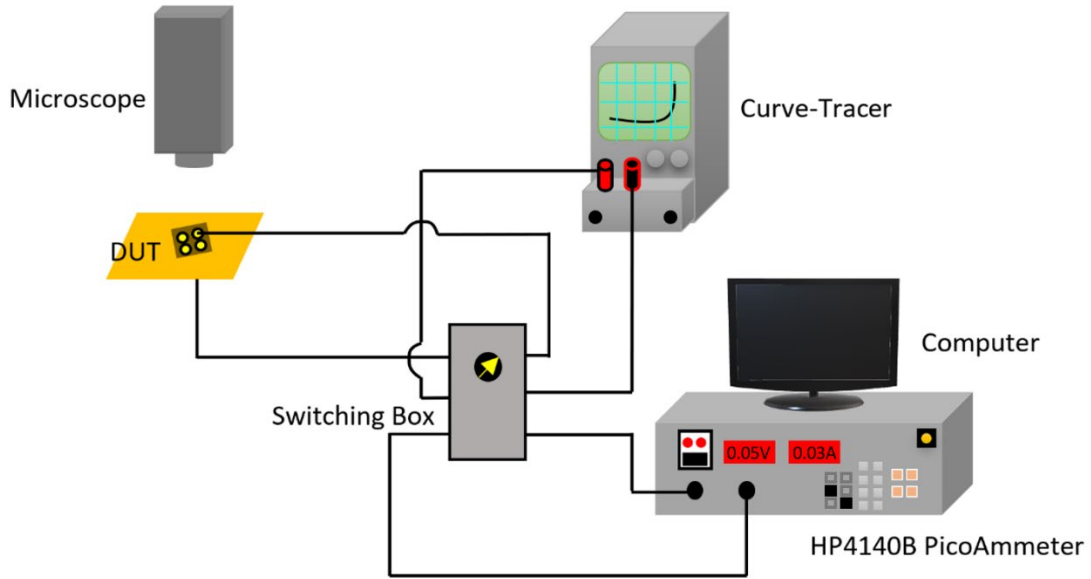 Microscope
Curve-Tracer
DUT
Computer
Switching Box
0.05V
0.03A
HP4140B PicoAmmeter